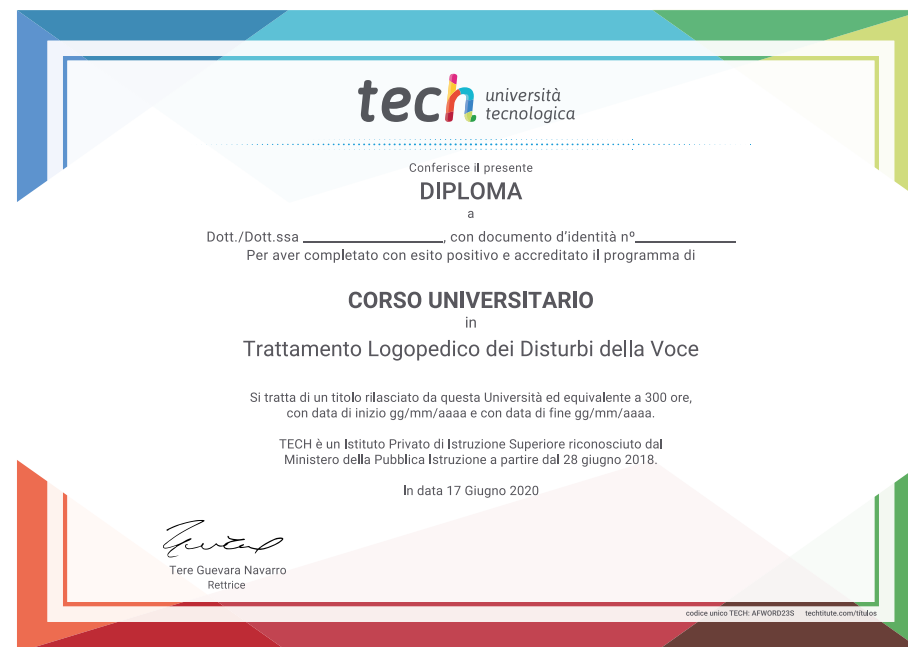 tech università
tecnologica
Conferisce il presente
DIPLOMA
a
Dott./Dott.ssa ____________________, con documento d'identità nº______________
Per aver completato con esito positivo e accreditato il programma di
CORSO UNIVERSITARIO
in
Trattamento Logopedico dei Disturbi della Voce
Si tratta di un titolo rilasciato da questa Università ed equivalente a 300 ore,
con data di inizio gg/mm/aaaa e con data di fine gg/mm/aaaa.
TECH è un Istituto Privato di Istruzione Superiore riconosciuto dal
Ministero della Pubblica Istruzione a partire dal 28 giugno 2018.
In data 17 Giugno 2020
Tere Guevara Navarro
Rettrice
codice unico TECH: AFWORD23S techtitute.com/títulos